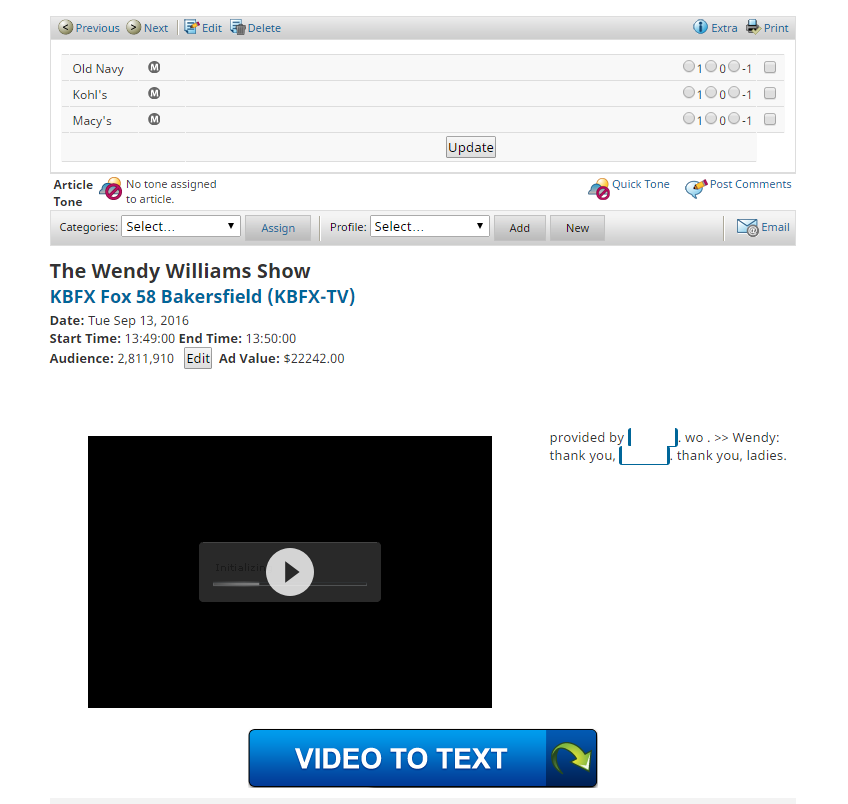 Previous Next Edit Delete Extra Print
Old Navy M 1 0 -1
Kohl's M 1 0 -1
Macy's M 1 0 -1
Update
Article Tone No tone assigned to article. Quick Tone Post Comments
Categories: Select... Assign Profile: Select... Add New Email
The Wendy Williams Show
KBFX Fox 58 Bakersfield (KBFX-TV)
Date: Tue Sep 13, 2016
Start Time: 13:49:00 End Time: 13:50:00
Audience: 2,811,910 Edit Ad Value: $22242.00
provided by . wo . >> Wendy:
thank you, . thank you, ladies.
VIDEO TO TEXT